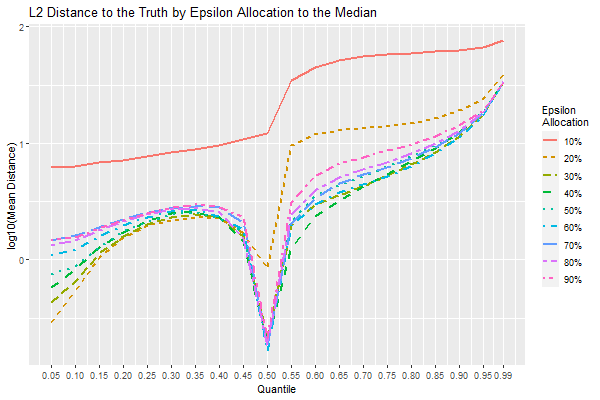 L2 Distance to the Truth by Epsilon Allocation to the Median
2
1
0
log10(Mean Distance)
0.05 0.10 0.15 0.20 0.25 0.30 0.35 0.40 0.45 0.50 0.55 0.60 0.65 0.70 0.75 0.80 0.85 0.90 0.95 0.99
Quantile
Epsilon
Allocation
10%
20%
30%
40%
50%
60%
70%
80%
90%